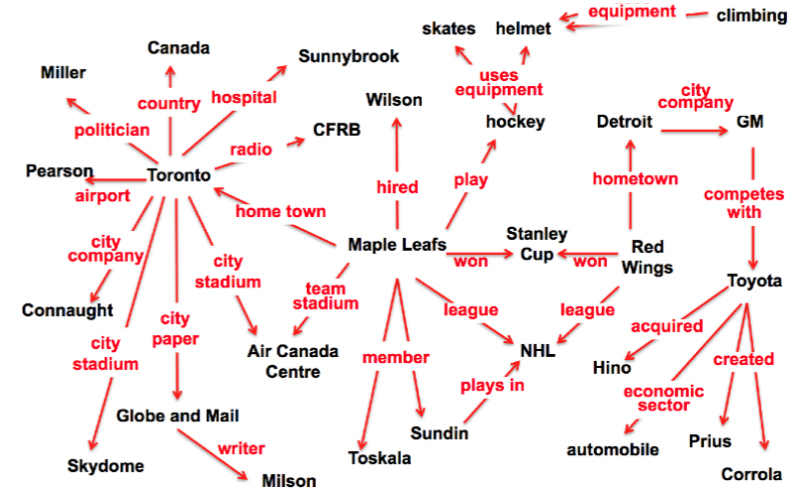 equipment
climbing
skates
helmet
Canada
Sunnybrook
Miller
uses
equipment
city
company
country
hospital
Wilson
politician
CFRB
hockey
Detroit
GM
radio
Pearson
Toronto
airport
hired
play
hometown
competes
with
home town
city
company
Maple Leafs
Stanley
Cup
won
won
Red
Wings
city
stadium
team
stadium
Toyota
Connaught
city
paper
league
league
acquired
city
stadium
Air Canada
Centre
member
NHL
Hino
created
plays in
economic
sector
Globe and Mail
Sundin
writer
Toskala
automobile
Prius
Skydome
Milson
Corrola